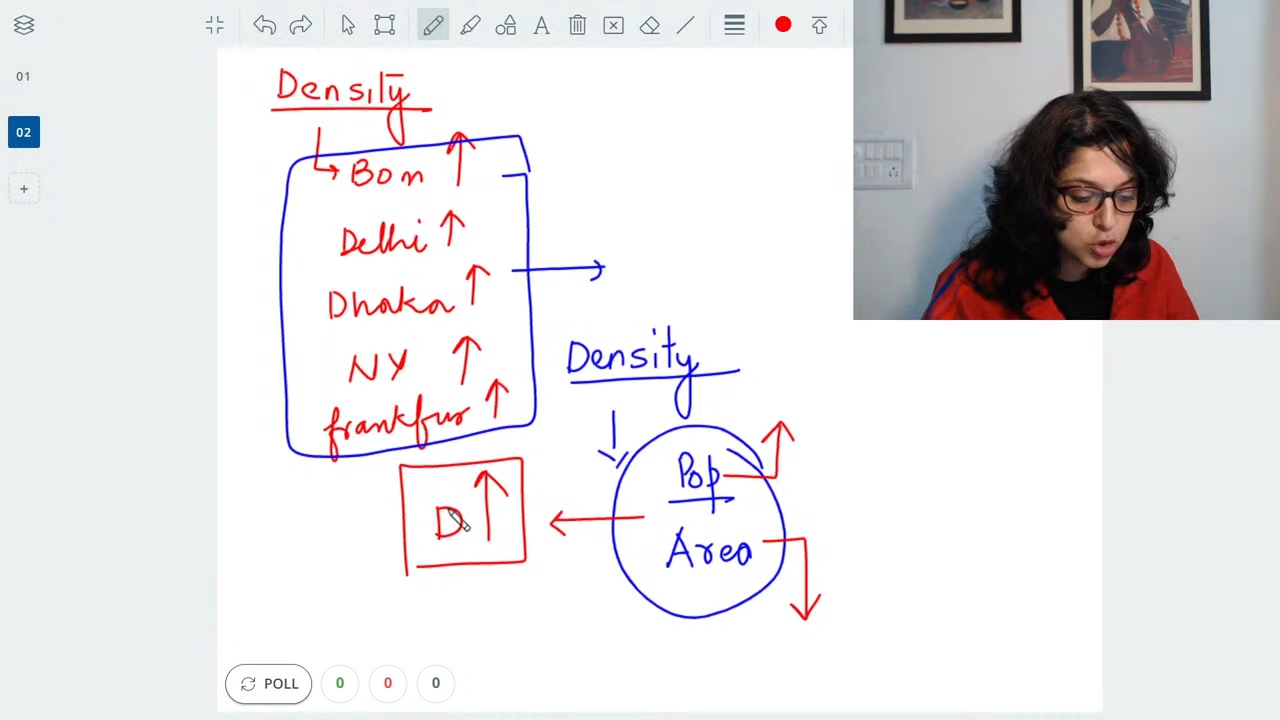 01
02
Density
Bom ↑
Delhi ↑
Dhaka ↑
NY ↑
frankfur ↑
Density
Pop
Area
D ↑
POLL
0
0
0